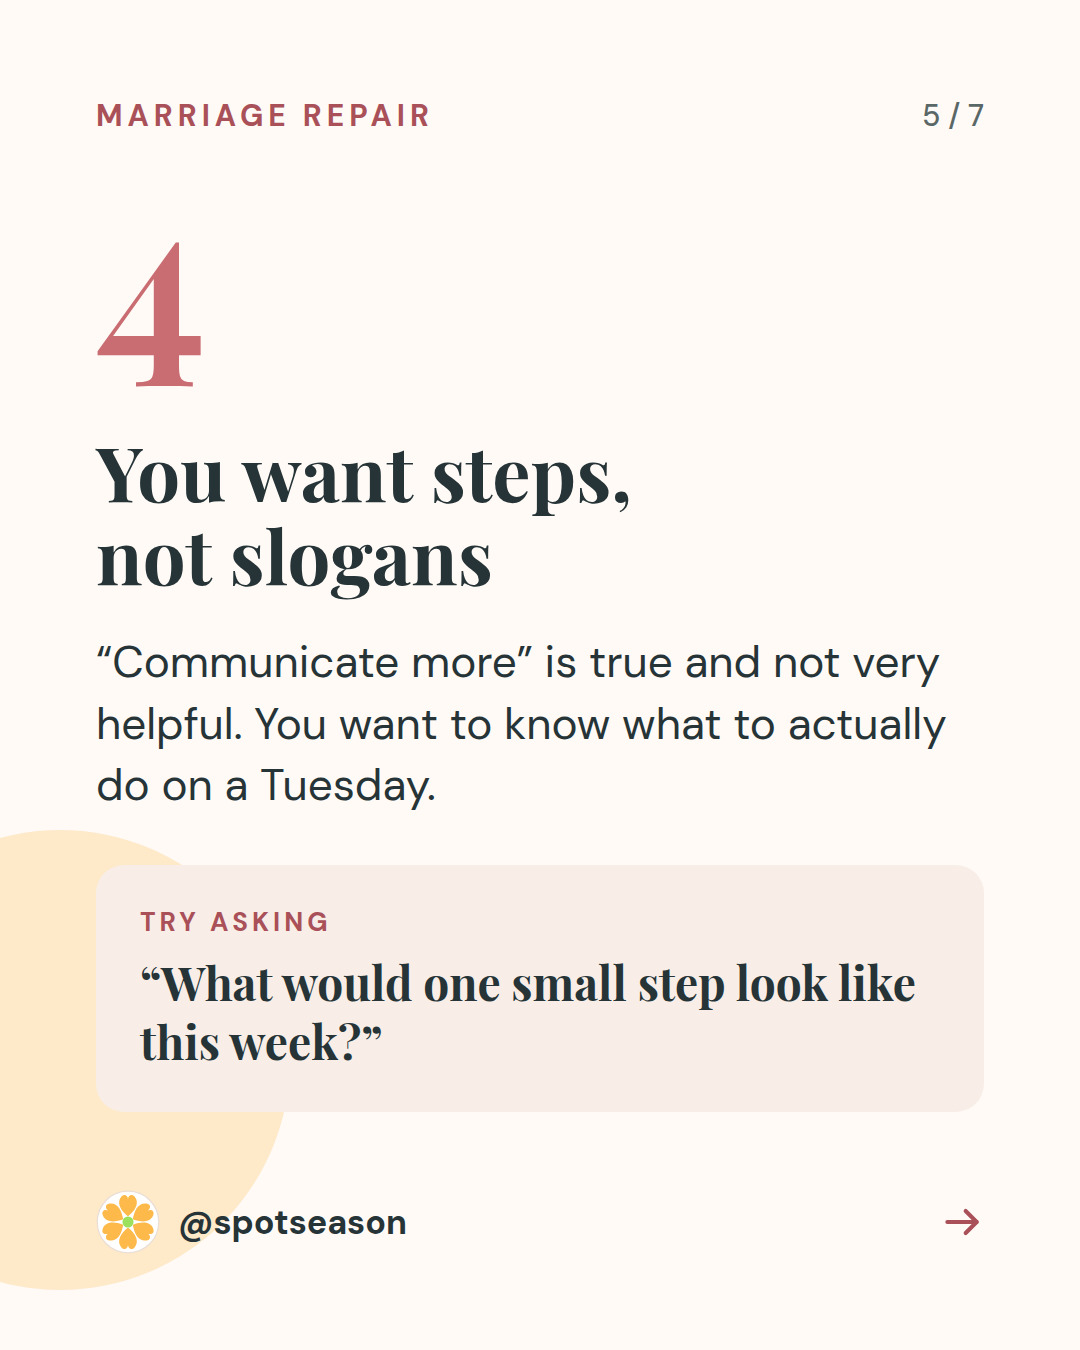 MARRIAGE REPAIR
5 / 7
4
You want steps,
not slogans
“Communicate more” is true and not very
helpful. You want to know what to actually
do on a Tuesday.
TRY ASKING
“What would one small step look like
this week?”
@spotseason